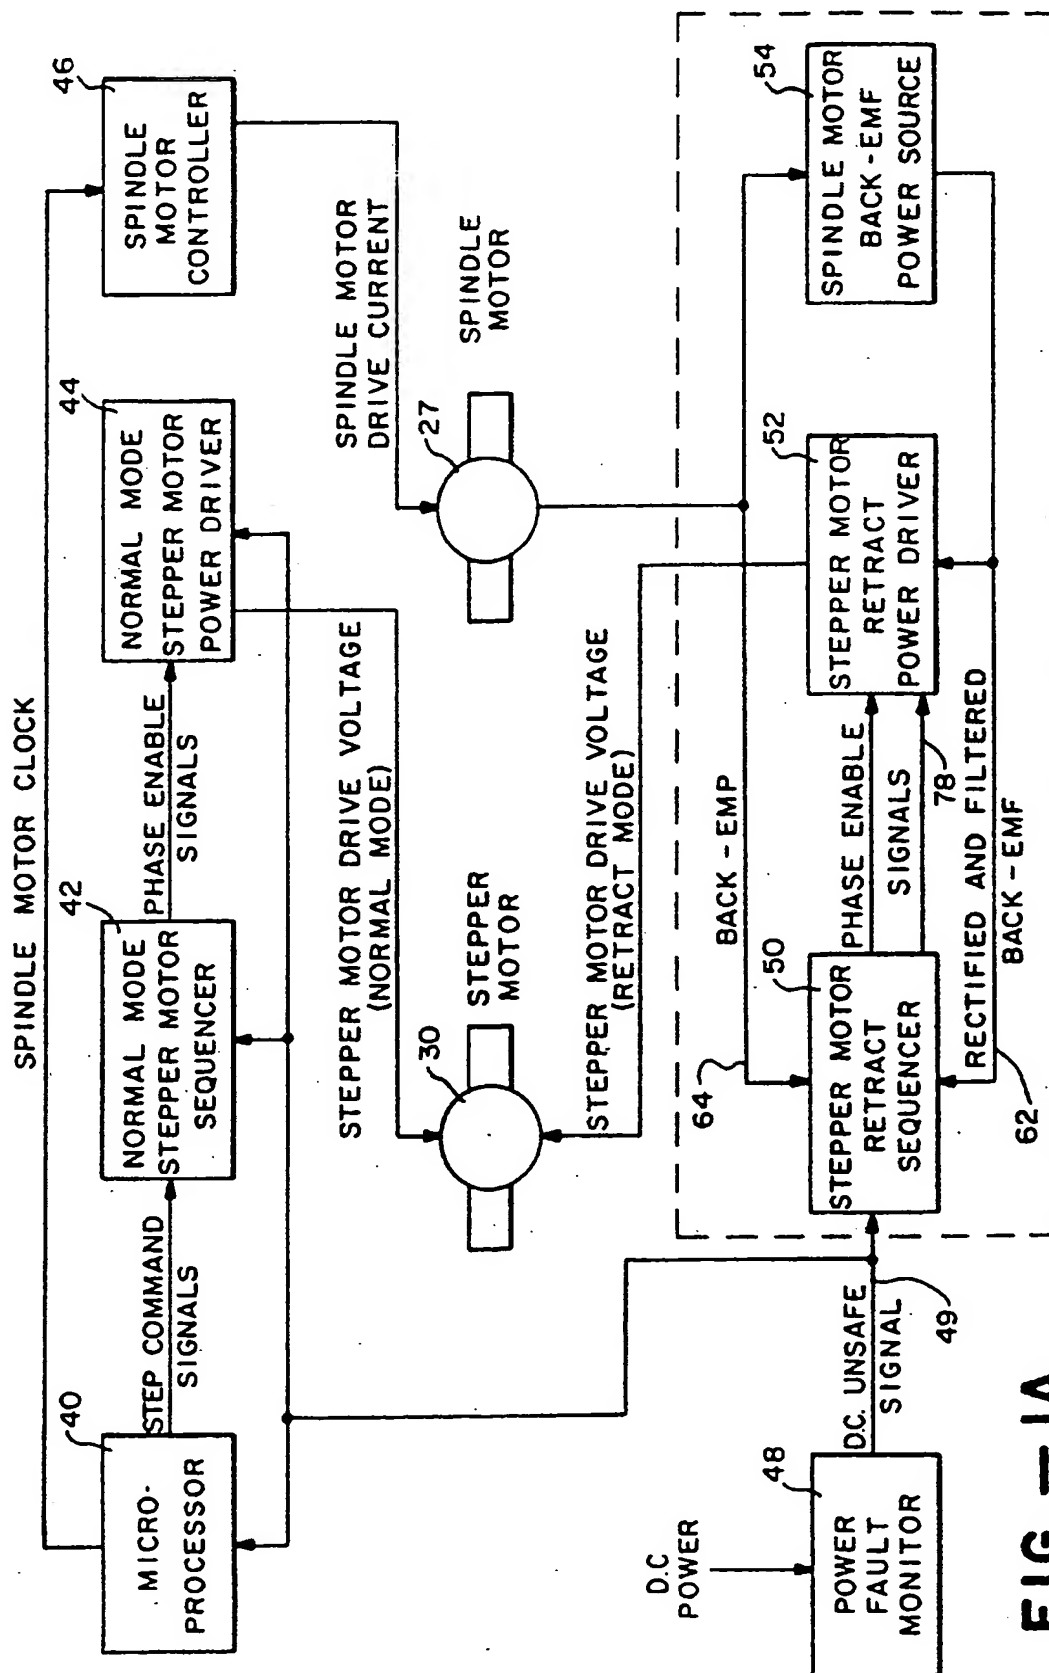 SPINDLE MOTOR CLOCK
40
MICRO-
PROCESSOR
STEP COMMAND
SIGNALS
42
NORMAL MODE
STEPPER MOTOR
SEQUENCER
PHASE ENABLE
SIGNALS
44
NORMAL MODE
STEPPER MOTOR
POWER DRIVER
46
SPINDLE
MOTOR
CONTROLLER
STEPPER MOTOR DRIVE VOLTAGE
(NORMAL MODE)
SPINDLE MOTOR
DRIVE CURRENT
30
STEPPER
MOTOR
27
SPINDLE
MOTOR
STEPPER MOTOR DRIVE VOLTAGE
(RETRACT MODE)
64
BACK-EMP
D.C
POWER
48
POWER
FAULT
MONITOR
D.C. UNSAFE
SIGNAL
49
50
STEPPER MOTOR
RETRACT
SEQUENCER
PHASE ENABLE
SIGNALS
78
52
STEPPER MOTOR
RETRACT
POWER DRIVER
54
SPINDLE MOTOR
BACK-EMF
POWER SOURCE
62
RECTIFIED AND FILTERED
BACK-EMF
FIG.—1A